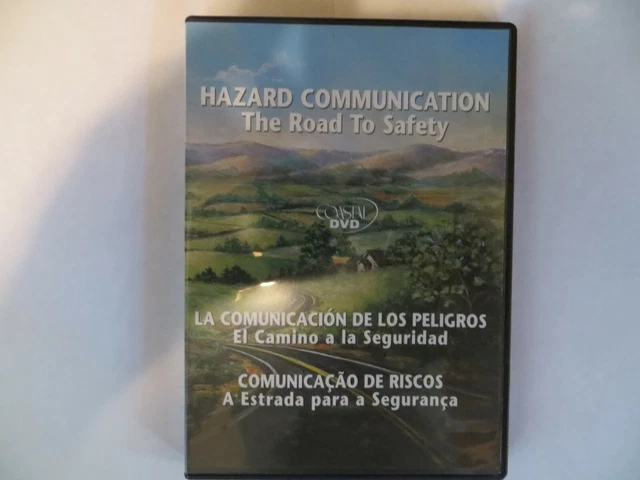 HAZARD COMMUNICATION
The Road To Safety
COASTAL
DVD
LA COMUNICACIÓN DE LOS PELIGROS
El Camino a la Seguridad
COMUNICAÇÃO DE RISCOS
A Estrada para a Segurança